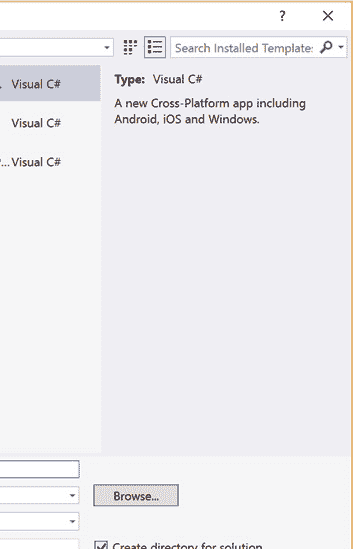 ? ✕
Search Installed Template:
Visual C#
Type: Visual C#
A new Cross-Platform app including
Android, iOS and Windows.
Visual C#
...Visual C#
Browse...
Create directory for solution